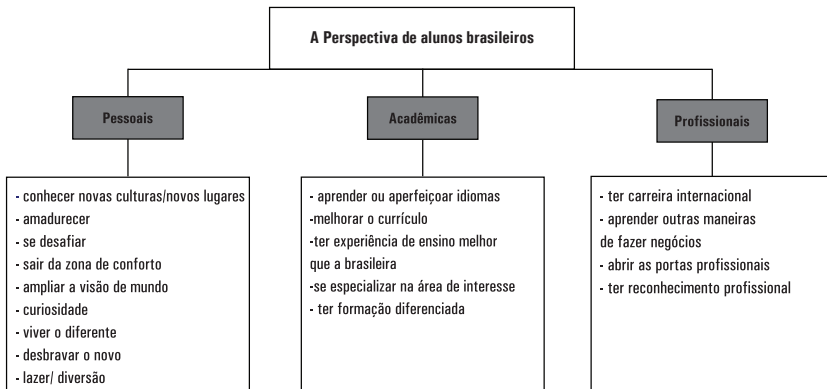 A Perspectiva de alunos brasileiros
Pessoais
- conhecer novas culturas/novos lugares
- amadurecer
- se desafiar
- sair da zona de conforto
- ampliar a visão de mundo
- curiosidade
- viver o diferente
- desbravar o novo
- lazer/ diversão
Acadêmicas
- aprender ou aperfeiçoar idiomas
-melhorar o currículo
-ter experiência de ensino melhor
que a brasileira
-se especializar na área de interesse
- ter formação diferenciada
Profissionais
- ter carreira internacional
- aprender outras maneiras
de fazer negócios
- abrir as portas profissionais
- ter reconhecimento profissional